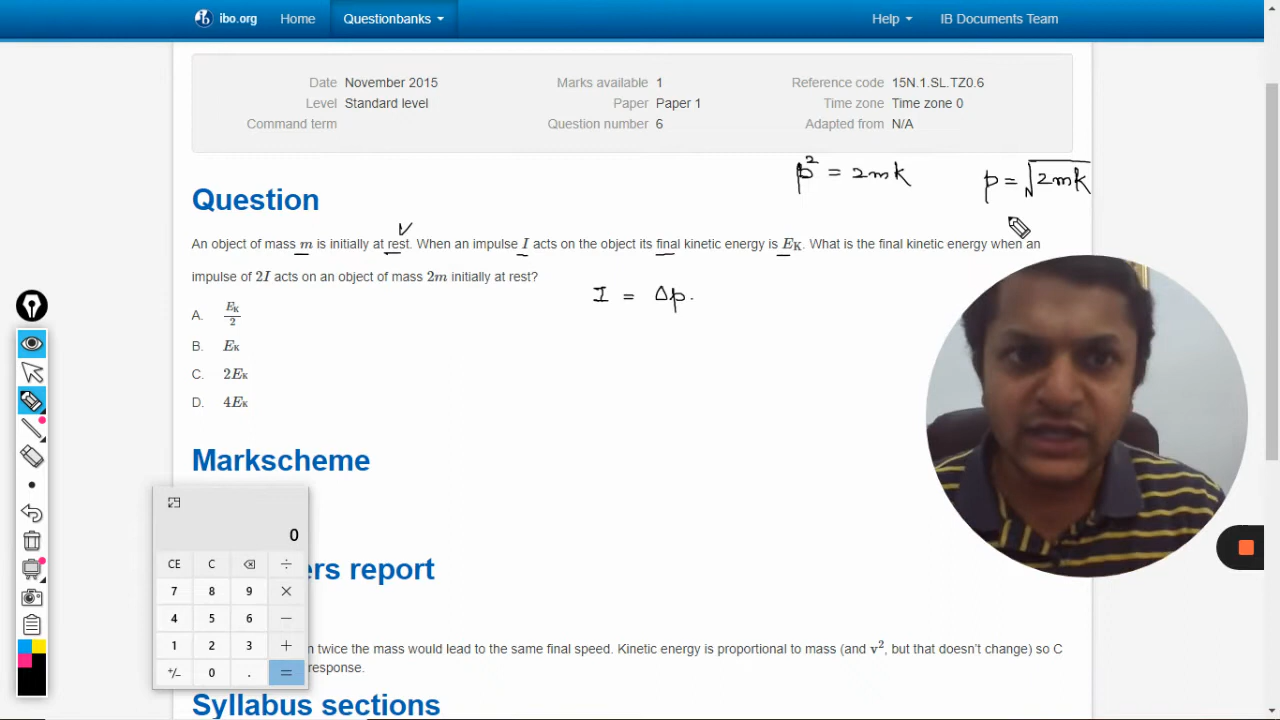 ibo.org Home Questionbanks Help IB Documents Team
Date November 2015 Marks available 1 Reference code 15N.1.SL.TZ0.6
Level Standard level Paper Paper 1 Time zone Time zone 0
Command term Question number 6 Adapted from N/A
p² = 2mk p = √2mk
Question
An object of mass m is initially at rest. When an impulse I acts on the object its final kinetic energy is Eᴋ. What is the final kinetic energy when an
impulse of 2I acts on an object of mass 2m initially at rest?
I = Δp.
A. Eᴋ/2
B. Eᴋ
C. 2Eᴋ
D. 4Eᴋ
Markscheme
0
CE C ⌫ ÷
7 8 9 ×
4 5 6 −
1 2 3 +
+/− 0 . =
ers report
twice the mass would lead to the same final speed. Kinetic energy is proportional to mass (and v², but that doesn't change) so C
response.
Syllabus sections